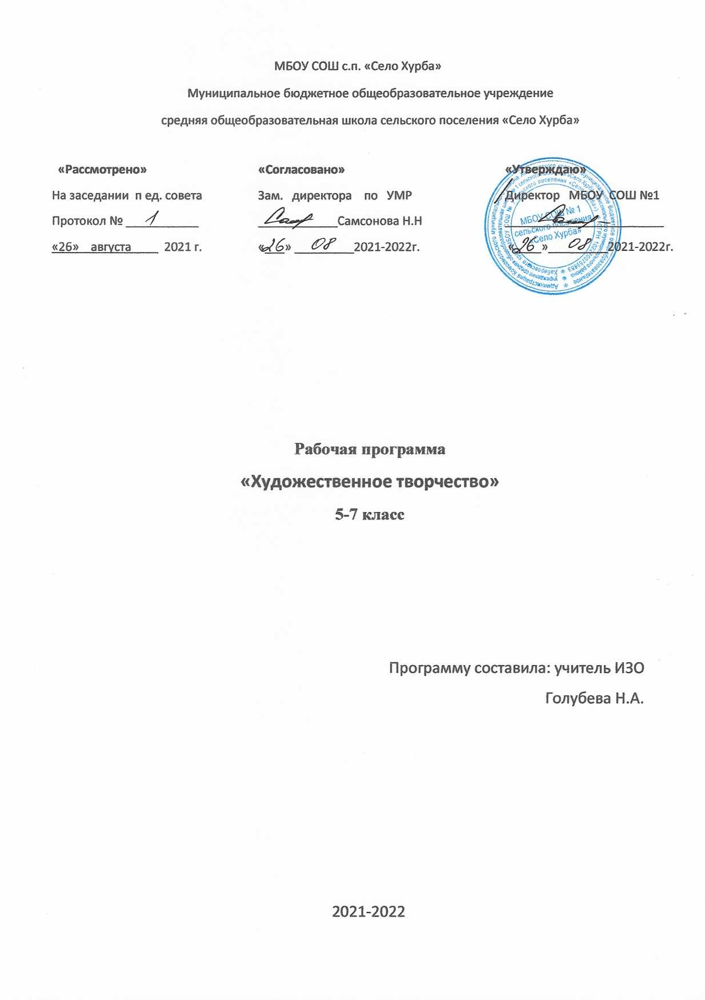 МБОУ СОШ с.п. «Село Хурба»
Муниципальное бюджетное общеобразовательное учреждение
средняя общеобразовательная школа сельского поселения «Село Хурба»
«Рассмотрено»
На заседании п ед. совета
Протокол № 1
«26» августа 2021 г.
«Согласовано»
Зам. директора по УМР
Самсонова Н.Н
«26» 08 2021-2022г.
«Утверждаю»
Директор МБОУ СОШ №1
«26» 08 2021-2022г.
МБОУ СОШ № 1
сельского поселения
«Село Хурба»
Рабочая программа
«Художественное творчество»
5-7 класс
Программу составила: учитель ИЗО
Голубева Н.А.
2021-2022